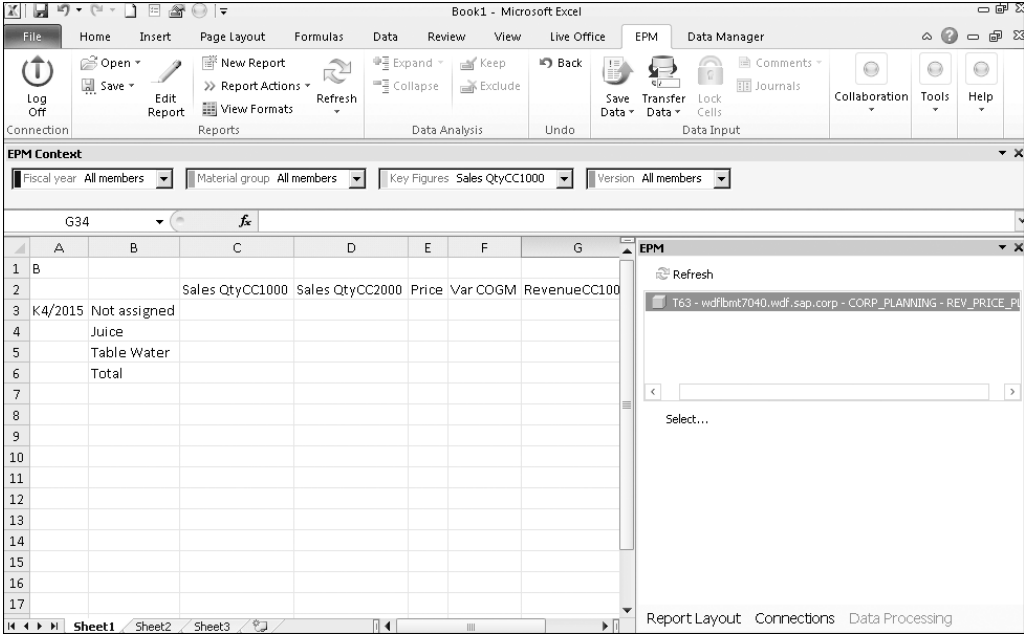 Book1 - Microsoft Excel
File Home Insert Page Layout Formulas Data Review View Live Office EPM Data Manager
Open New Report Expand Keep Back Comments
Save Report Actions Collapse Exclude Journals
Log Off Edit Report View Formats Refresh Save Data Transfer Data Lock Cells Collaboration Tools Help
Connection Reports Data Analysis Undo Data Input
EPM Context
Fiscal year All members Material group All members Key Figures Sales QtyCC1000 Version All members
G34 fx
A B C D E F G
EPM
Refresh
T63 - wdflbmt7040.wdf.sap.corp - CORP_PLANNING - REV_PRICE_PL
Select...
1 B
2 Sales QtyCC1000 Sales QtyCC2000 Price Var COGM RevenueCC100
3 K4/2015 Not assigned
4 Juice
5 Table Water
6 Total
7
8
9
10
11
12
13
14
15
16
17
Sheet1 Sheet2 Sheet3
Report Layout Connections Data Processing